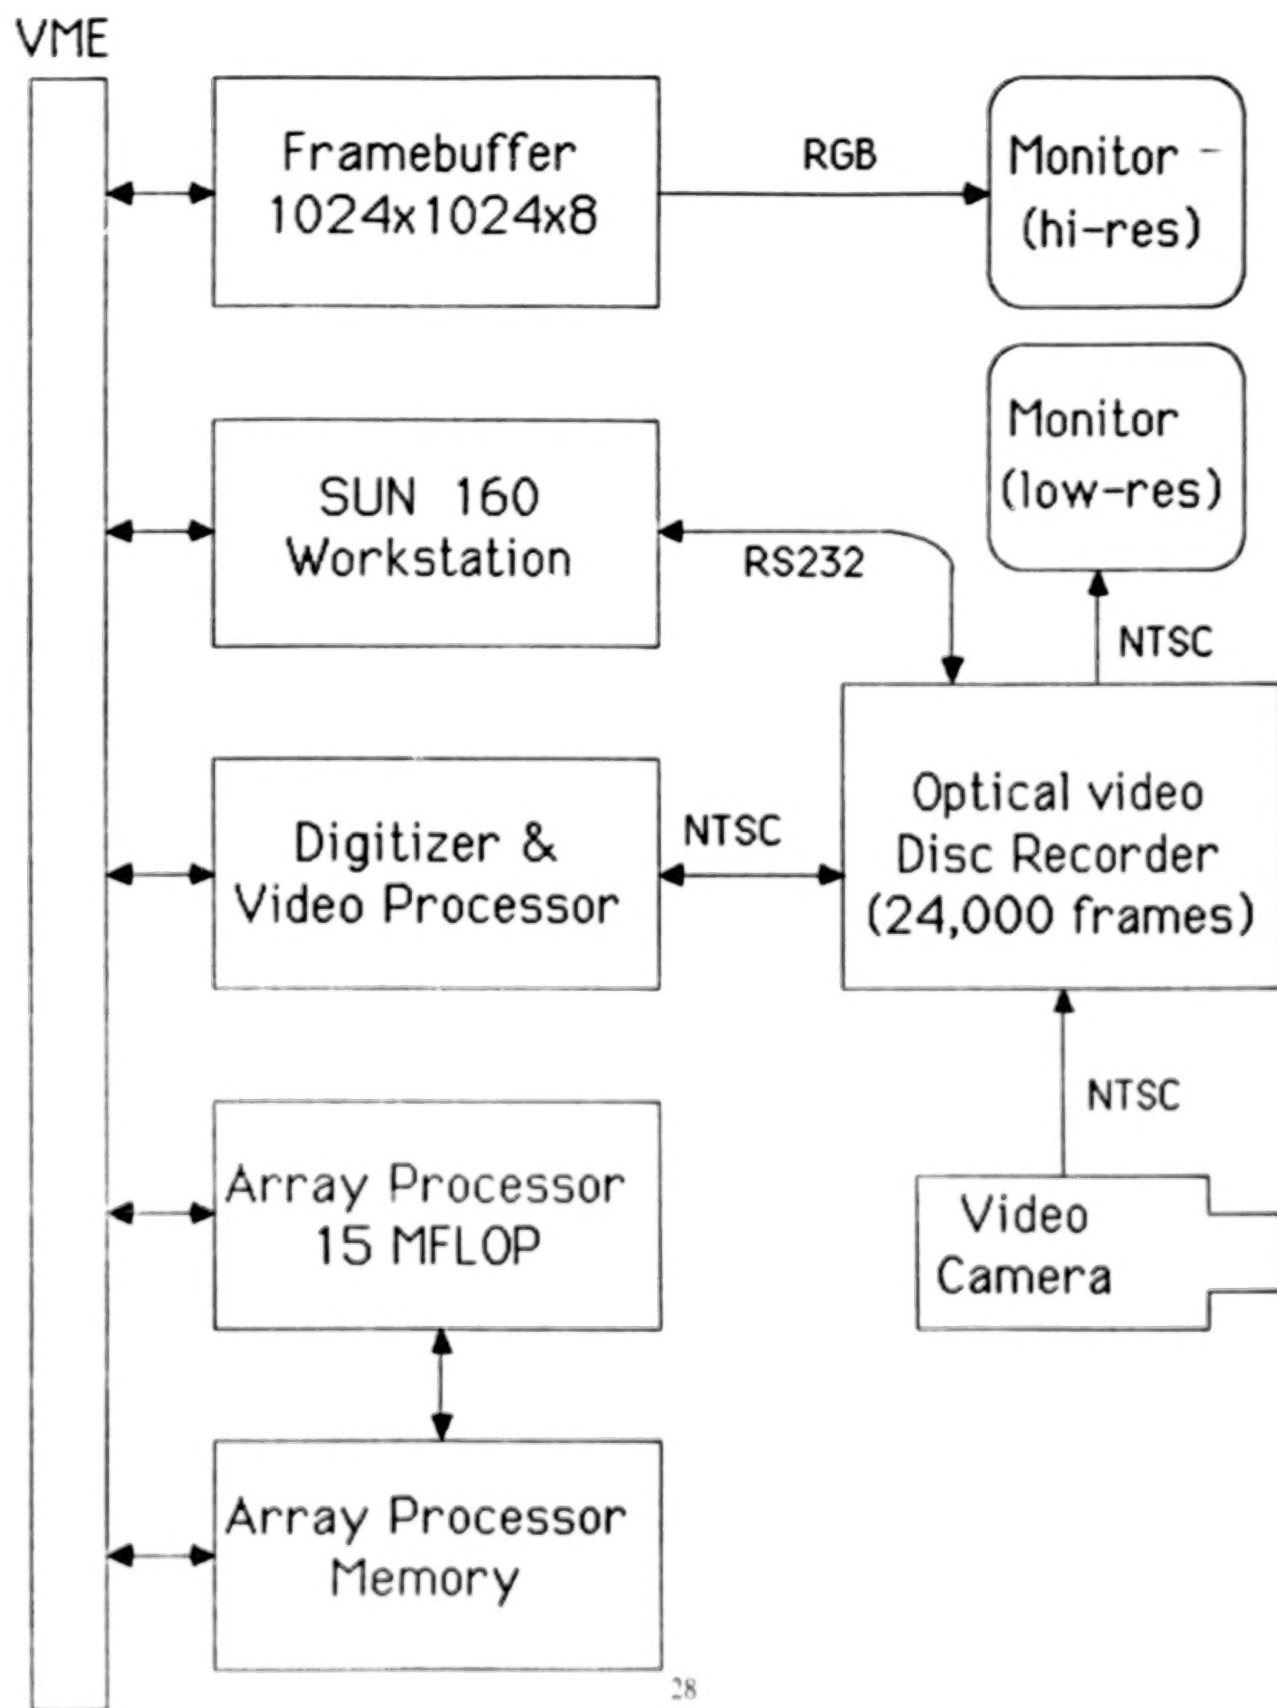 VME
Framebuffer
1024x1024x8
RGB
Monitor -
(hi-res)
Monitor
(low-res)
SUN 160
Workstation
RS232
NTSC
Digitizer &
Video Processor
NTSC
Optical video
Disc Recorder
(24,000 frames)
NTSC
Array Processor
15 MFLOP
Video
Camera
Array Processor
Memory
28